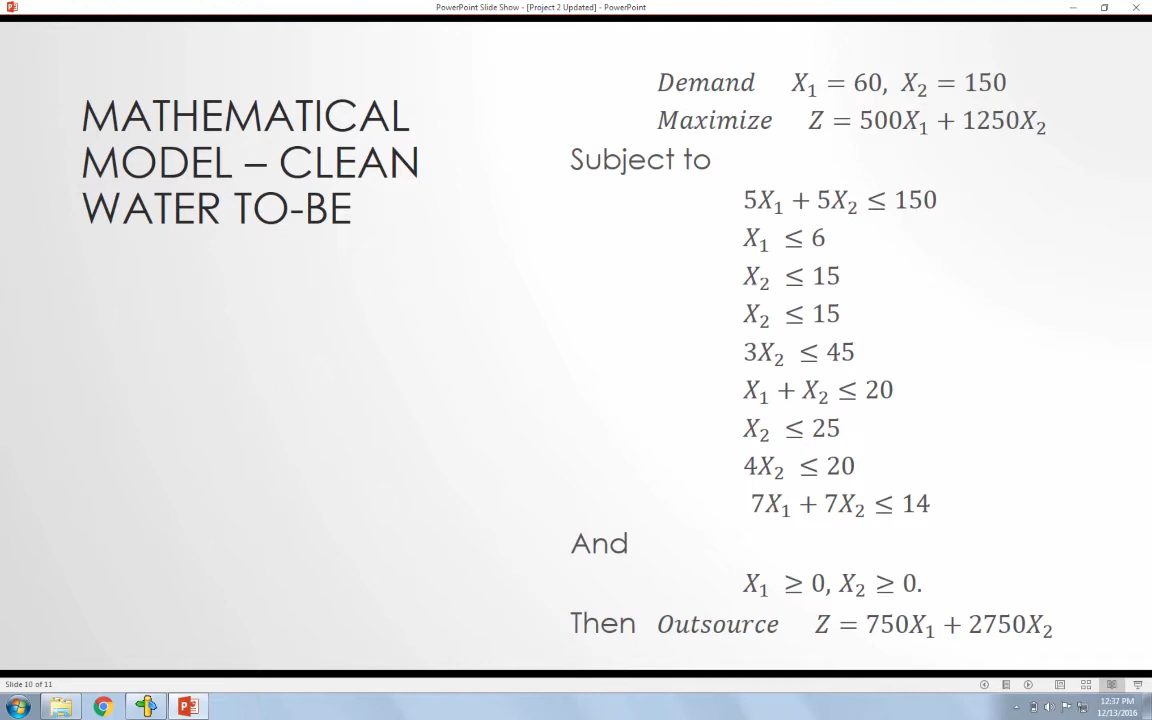 PowerPoint Slide Show - [Project 2 Updated] - PowerPoint
MATHEMATICAL
MODEL – CLEAN
WATER TO-BE
Demand X₁ = 60, X₂ = 150
Maximize Z = 500X₁ + 1250X₂
Subject to
5X₁ + 5X₂ ≤ 150
X₁ ≤ 6
X₂ ≤ 15
X₂ ≤ 15
3X₂ ≤ 45
X₁ + X₂ ≤ 20
X₂ ≤ 25
4X₂ ≤ 20
7X₁ + 7X₂ ≤ 14
And
X₁ ≥ 0, X₂ ≥ 0.
Then Outsource Z = 750X₁ + 2750X₂
Slide 10 of 11
12:37 PM
12/13/2016